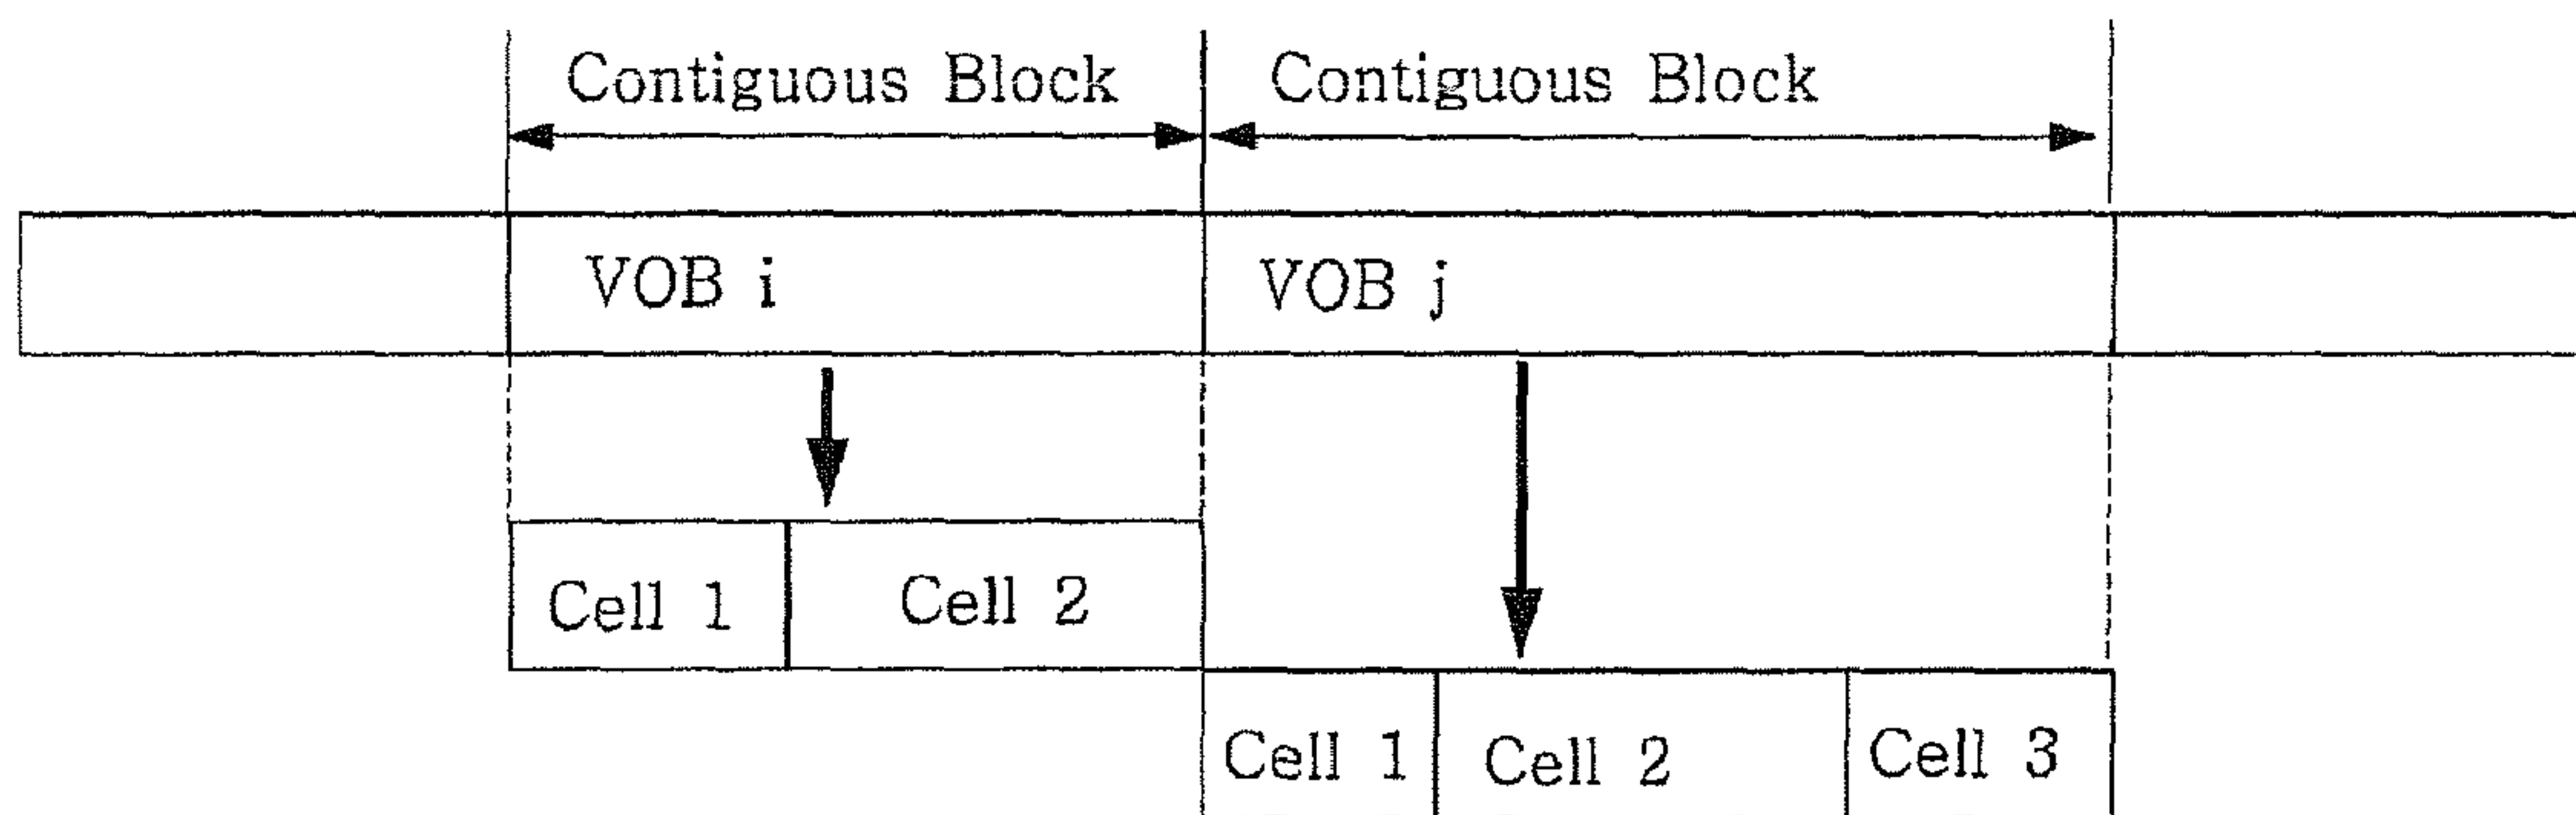 Contiguous Block Contiguous Block
VOB i VOB j
Cell 1 Cell 2
Cell 1 Cell 2 Cell 3